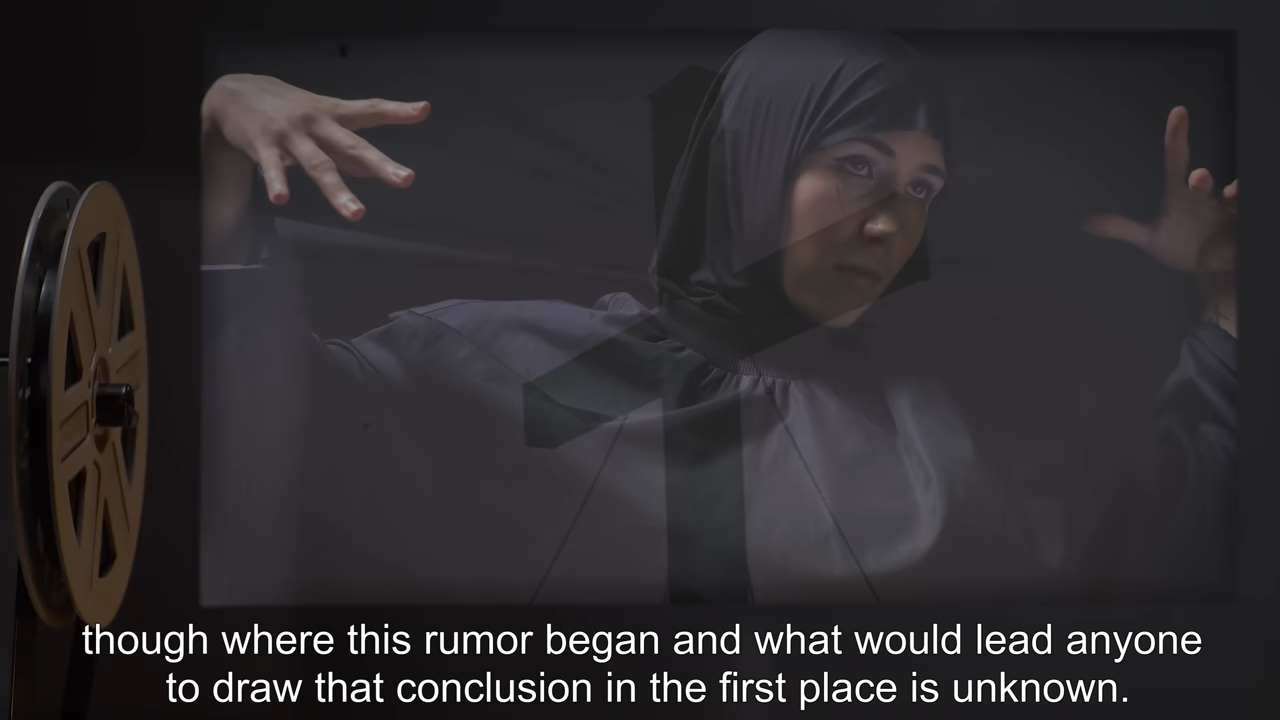 though where this rumor began and what would lead anyone
to draw that conclusion in the first place is unknown.